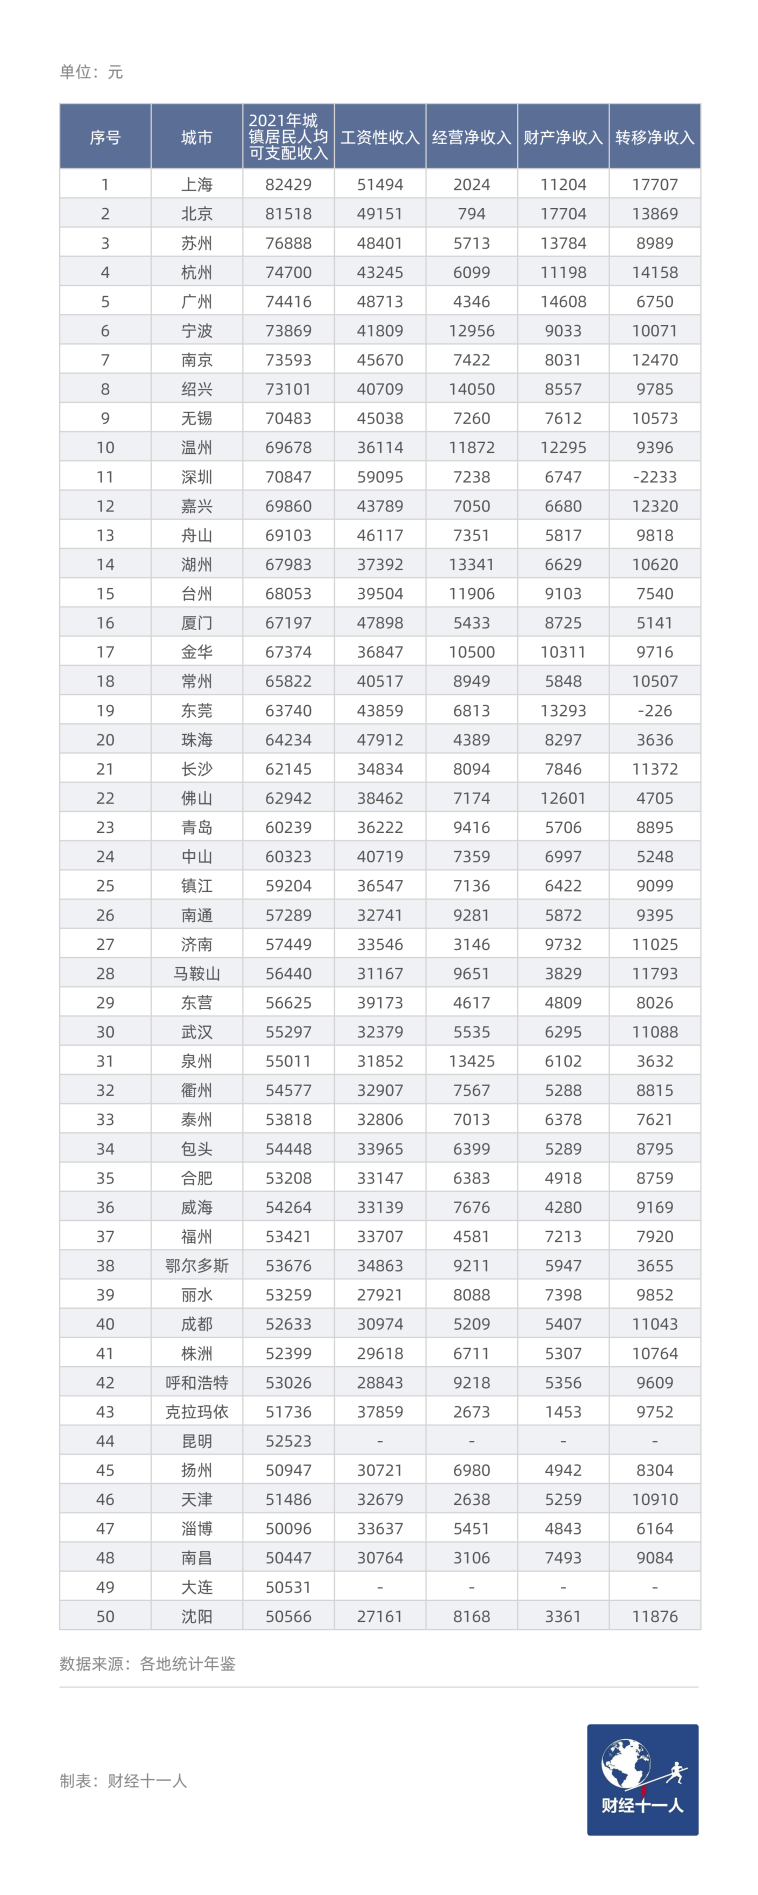 单位：元
序号 城市 2021年城镇居民人均可支配收入 工资性收入 经营净收入 财产净收入 转移净收入
1 上海 82429 51494 2024 11204 17707
2 北京 81518 49151 794 17704 13869
3 苏州 76888 48401 5713 13784 8989
4 杭州 74700 43245 6099 11198 14158
5 广州 74416 48713 4346 14608 6750
6 宁波 73869 41809 12956 9033 10071
7 南京 73593 45670 7422 8031 12470
8 绍兴 73101 40709 14050 8557 9785
9 无锡 70483 45038 7260 7612 10573
10 温州 69678 36114 11872 12295 9396
11 深圳 70847 59095 7238 6747 -2233
12 嘉兴 69860 43789 7050 6680 12320
13 舟山 69103 46117 7351 5817 9818
14 湖州 67983 37392 13341 6629 10620
15 台州 68053 39504 11906 9103 7540
16 厦门 67197 47898 5433 8725 5141
17 金华 67374 36847 10500 10311 9716
18 常州 65822 40517 8949 5848 10507
19 东莞 63740 43859 6813 13293 -226
20 珠海 64234 47912 4389 8297 3636
21 长沙 62145 34834 8094 7846 11372
22 佛山 62942 38462 7174 12601 4705
23 青岛 60239 36222 9416 5706 8895
24 中山 60323 40719 7359 6997 5248
25 镇江 59204 36547 7136 6422 9099
26 南通 57289 32741 9281 5872 9395
27 济南 57449 33546 3146 9732 11025
28 马鞍山 56440 31167 9651 3829 11793
29 东营 56625 39173 4617 4809 8026
30 武汉 55297 32379 5535 6295 11088
31 泉州 55011 31852 13425 6102 3632
32 衢州 54577 32907 7567 5288 8815
33 泰州 53818 32806 7013 6378 7621
34 包头 54448 33965 6399 5289 8795
35 合肥 53208 33147 6383 4918 8759
36 威海 54264 33139 7676 4280 9169
37 福州 53421 33707 4581 7213 7920
38 鄂尔多斯 53676 34863 9211 5947 3655
39 丽水 53259 27921 8088 7398 9852
40 成都 52633 30974 5209 5407 11043
41 株洲 52399 29618 6711 5307 10764
42 呼和浩特 53026 28843 9218 5356 9609
43 克拉玛依 51736 37859 2673 1453 9752
44 昆明 52523 - - - -
45 扬州 50947 30721 6980 4942 8304
46 天津 51486 32679 2638 5259 10910
47 淄博 50096 33637 5451 4843 6164
48 南昌 50447 30764 3106 7493 9084
49 大连 50531 - - - -
50 沈阳 50566 27161 8168 3361 11876
数据来源：各地统计年鉴
制表：财经十一人
财经十一人